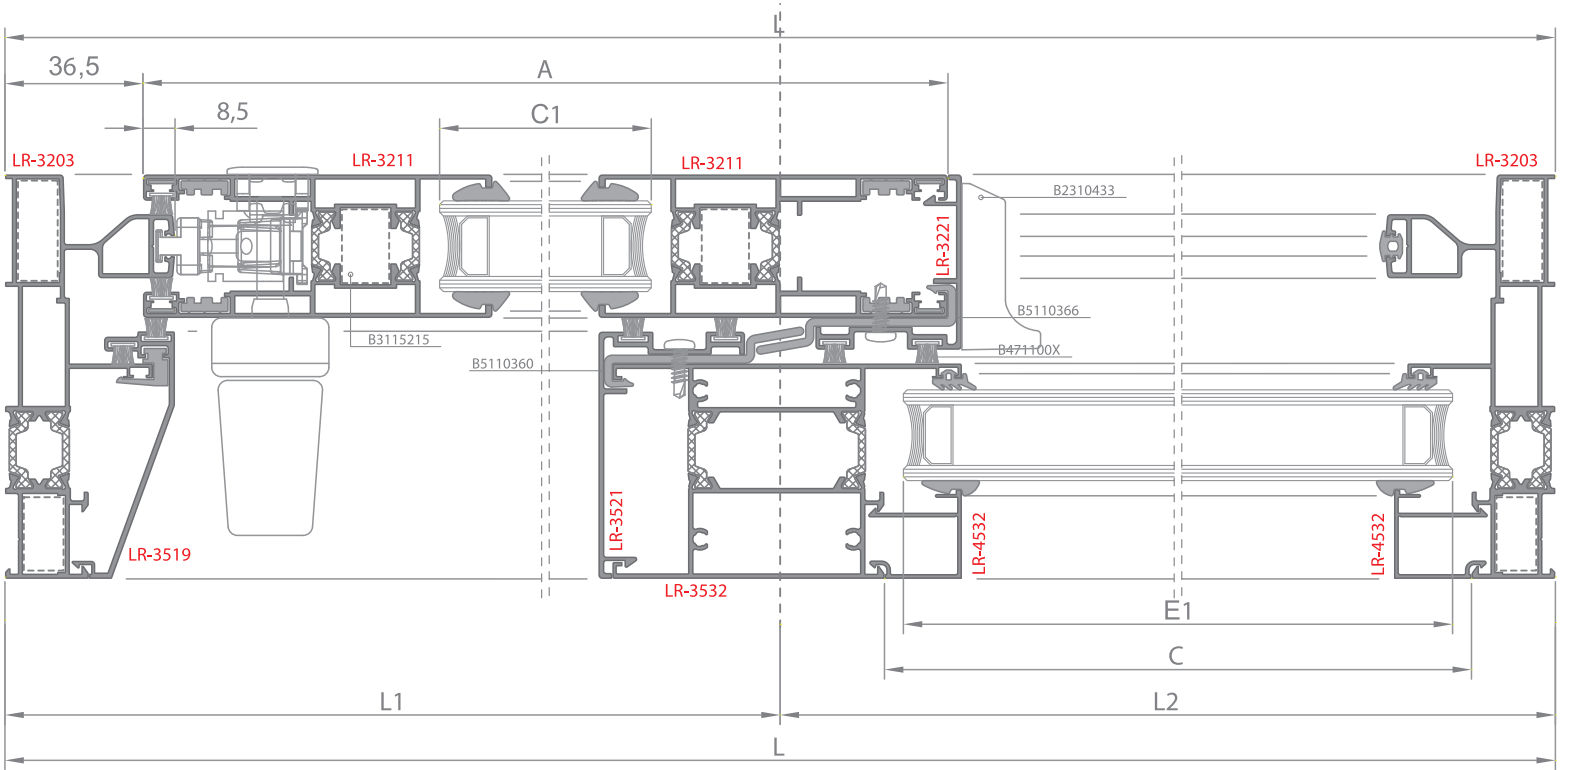 L
36,5
A
8,5
C1
LR-3203
LR-3211
LR-3211
LR-3203
B2310433
LR-3221
B5110366
B3115215
B471100X
B5110360
LR-3521
LR-4532
LR-4532
LR-3519
LR-3532
E1
C
L1
L2
L